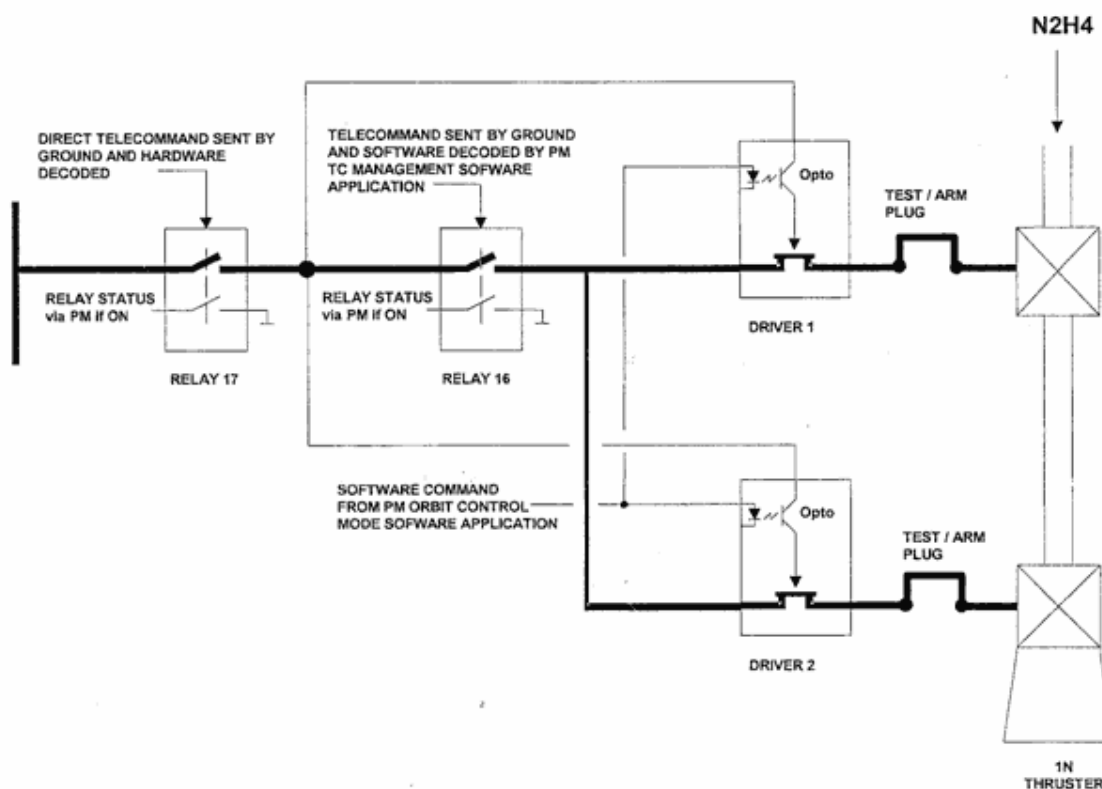 N2H4
DIRECT TELECOMMAND SENT BY
GROUND AND HARDWARE
DECODED
TELECOMMAND SENT BY GROUND
AND SOFTWARE DECODED BY PM
TC MANAGEMENT SOFWARE
APPLICATION
Opto
TEST / ARM
PLUG
RELAY STATUS
via PM if ON
RELAY STATUS
via PM if ON
DRIVER 1
RELAY 17
RELAY 16
SOFTWARE COMMAND
FROM PM ORBIT CONTROL
MODE SOFWARE APPLICATION
Opto
TEST / ARM
PLUG
DRIVER 2
1N
THRUSTER